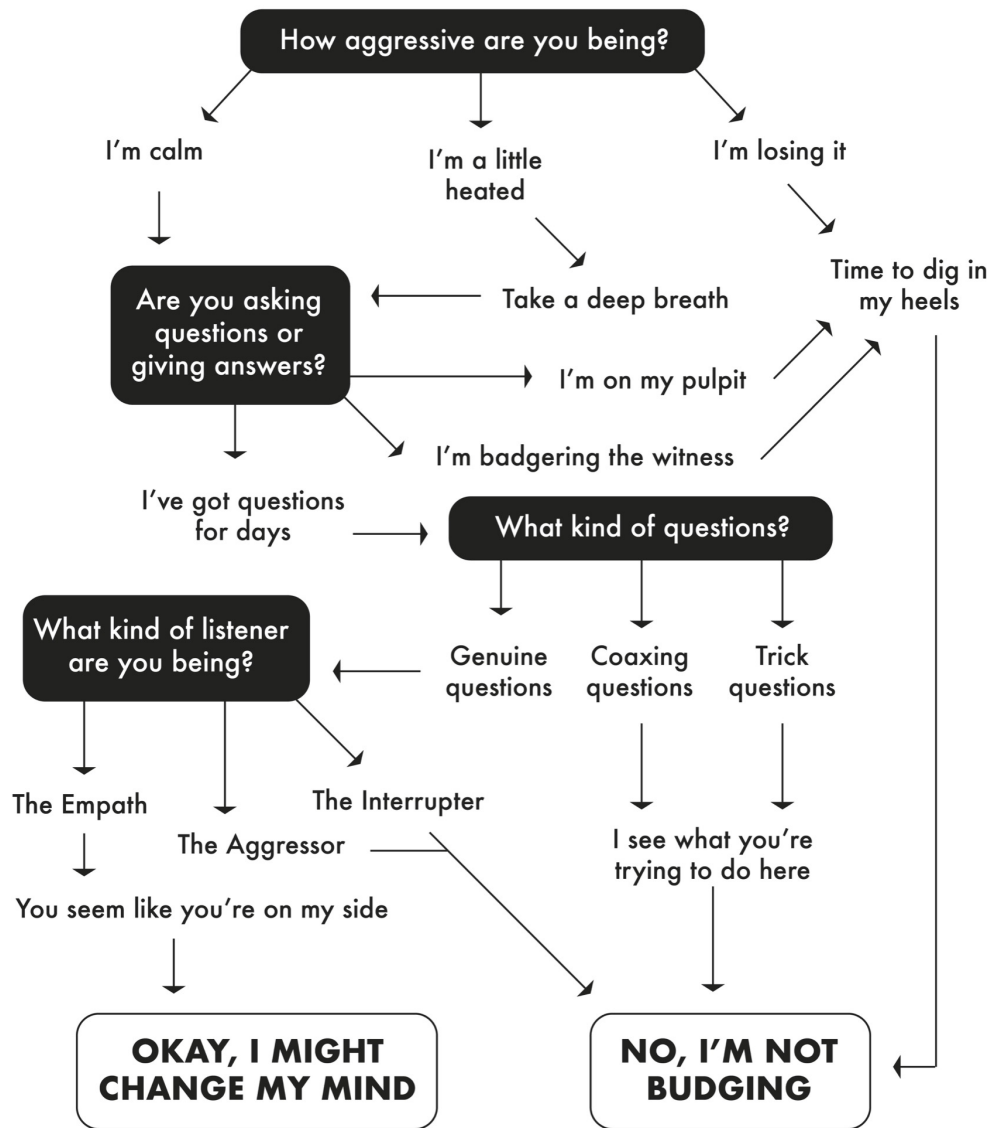 How aggressive are you being?
I'm calm
I'm a little
heated
I'm losing it
Time to dig in
my heels
Are you asking
questions or
giving answers?
Take a deep breath
I'm on my pulpit
I'm badgering the witness
I've got questions
for days
What kind of questions?
What kind of listener
are you being?
Genuine
questions
Coaxing
questions
Trick
questions
The Empath
The Aggressor
The Interrupter
I see what you're
trying to do here
You seem like you're on my side
OKAY, I MIGHT
CHANGE MY MIND
NO, I'M NOT
BUDGING